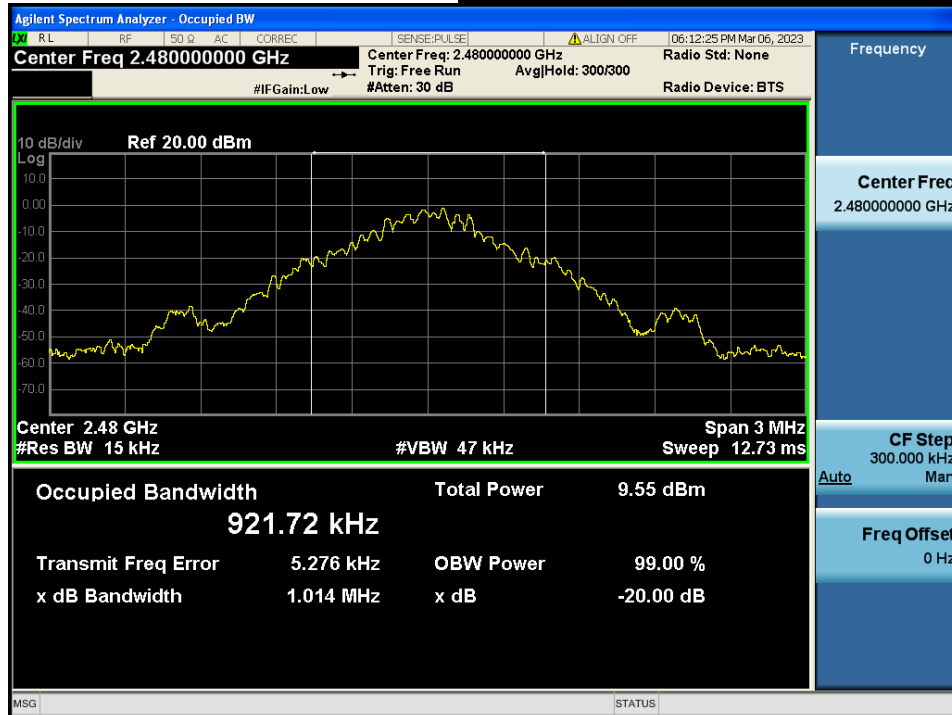 Agilent Spectrum Analyzer - Occupied BW
LXI RL RF 50 Ω AC CORREC SENSE:PULSE ALIGN OFF 06:12:25 PM Mar 06, 2023
Center Freq 2.480000000 GHz
Center Freq: 2.480000000 GHz
Radio Std: None
Trig: Free Run Avg|Hold: 300/300
#IFGain:Low
#Atten: 30 dB
Radio Device: BTS
10 dB/div Ref 20.00 dBm
Log
10.0
0.00
-10.0
-20.0
-30.0
-40.0
-50.0
-60.0
-70.0
Center 2.48 GHz Span 3 MHz
#Res BW 15 kHz #VBW 47 kHz Sweep 12.73 ms
Occupied Bandwidth Total Power 9.55 dBm
921.72 kHz
Transmit Freq Error 5.276 kHz OBW Power 99.00 %
x dB Bandwidth 1.014 MHz x dB -20.00 dB
Frequency
Center Freq
2.480000000 GHz
CF Step
300.000 kHz
Auto Man
Freq Offset
0 Hz
MSG STATUS